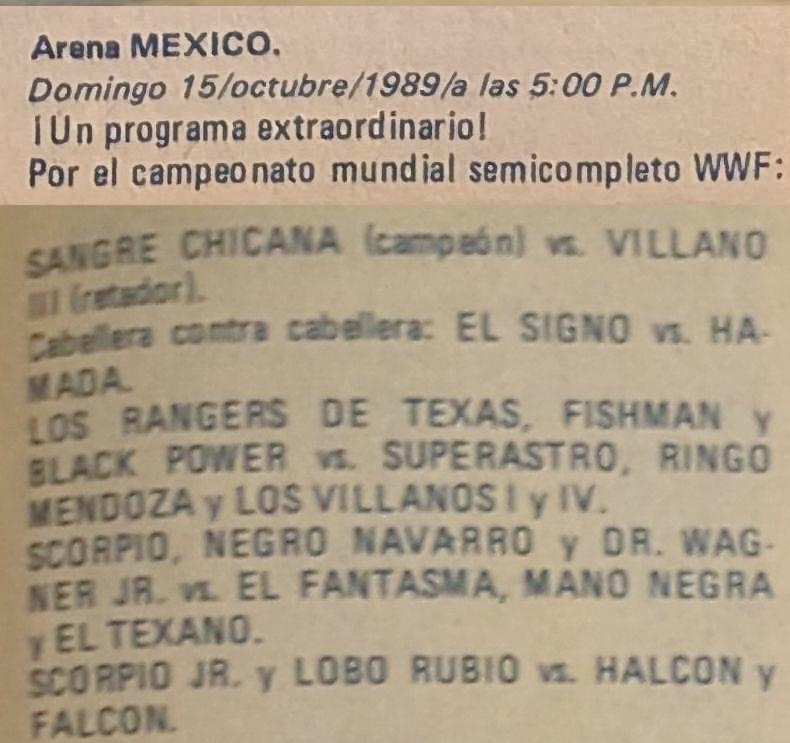 Arena MEXICO.
Domingo 15/octubre/1989/a las 5:00 P.M.
¡Un programa extraordinario!
Por el campeonato mundial semicompleto WWF:
SANGRE CHICANA (campeón) vs. VILLANO
III (retador).
Cabellera contra cabellera: EL SIGNO vs. HA-
MADA.
LOS RANGERS DE TEXAS, FISHMAN y
BLACK POWER vs. SUPERASTRO, RINGO
MENDOZA y LOS VILLANOS I y IV.
SCORPIO, NEGRO NAVARRO y DR. WAG-
NER JR. vs. EL FANTASMA, MANO NEGRA
y EL TEXANO.
SCORPIO JR. y LOBO RUBIO vs. HALCON y
FALCON.